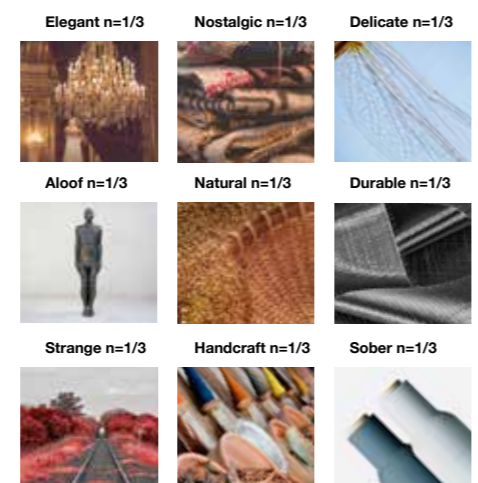 Elegant n=1/3 Nostalgic n=1/3 Delicate n=1/3
Aloof n=1/3 Natural n=1/3 Durable n=1/3
Strange n=1/3 Handcraft n=1/3 Sober n=1/3